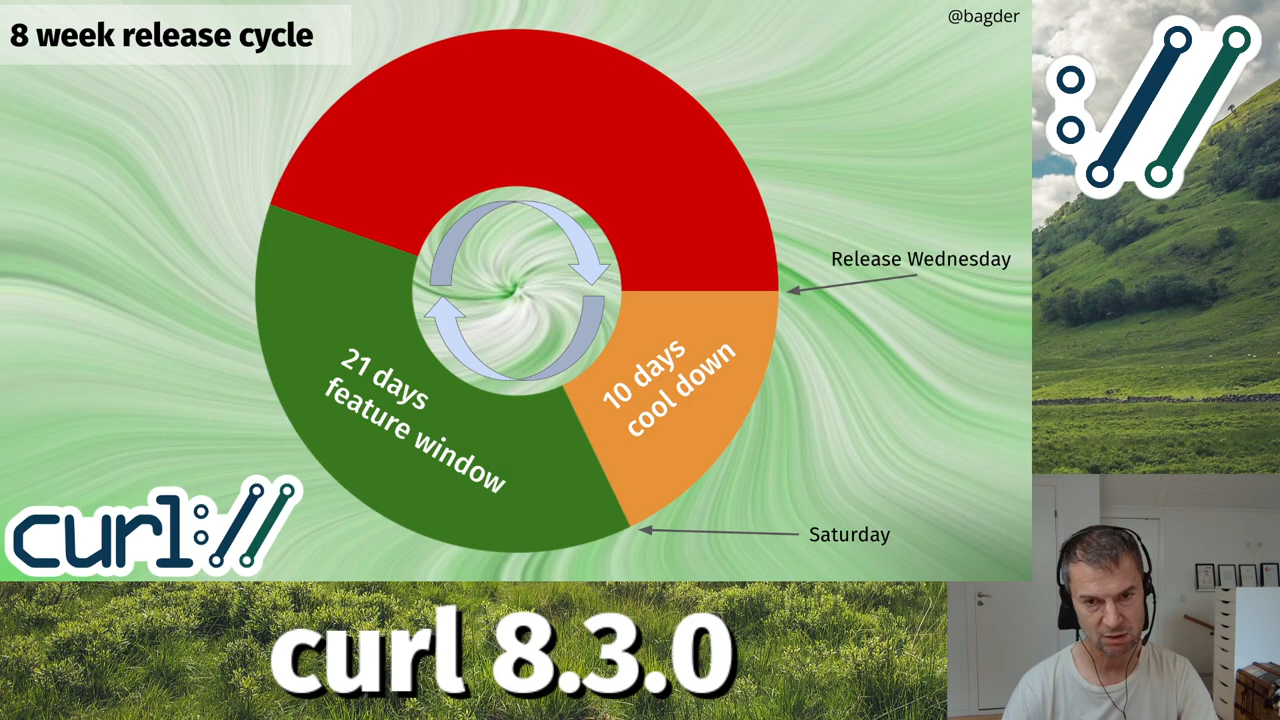 8 week release cycle
@bagder
Release Wednesday
10 days
cool down
21 days
feature window
Saturday
curl://
://
curl 8.3.0